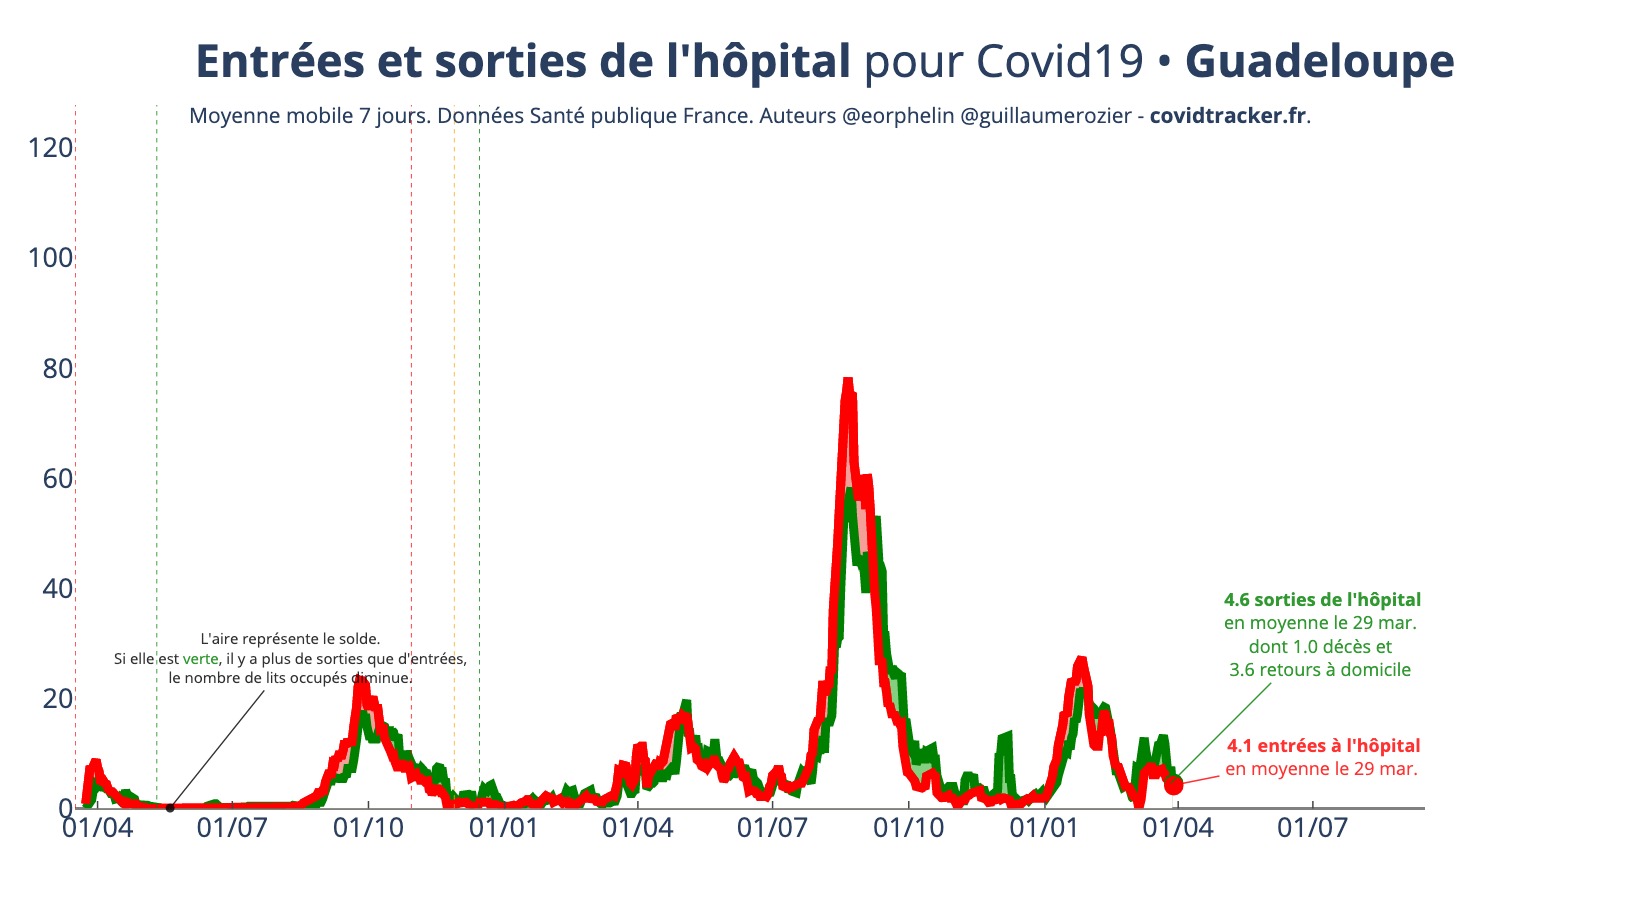 Entrées et sorties de l'hôpital pour Covid19 • Guadeloupe
Moyenne mobile 7 jours. Données Santé publique France. Auteurs @eorphelin @guillaumerozier - covidtracker.fr.
120
100
80
60
40
20
0
L'aire représente le solde.
Si elle est verte, il y a plus de sorties que d'entrées,
le nombre de lits occupés diminue.
4.6 sorties de l'hôpital
en moyenne le 29 mar.
dont 1.0 décès et
3.6 retours à domicile
4.1 entrées à l'hôpital
en moyenne le 29 mar.
01/04 01/07 01/10 01/01 01/04 01/07 01/10 01/01 01/04 01/07